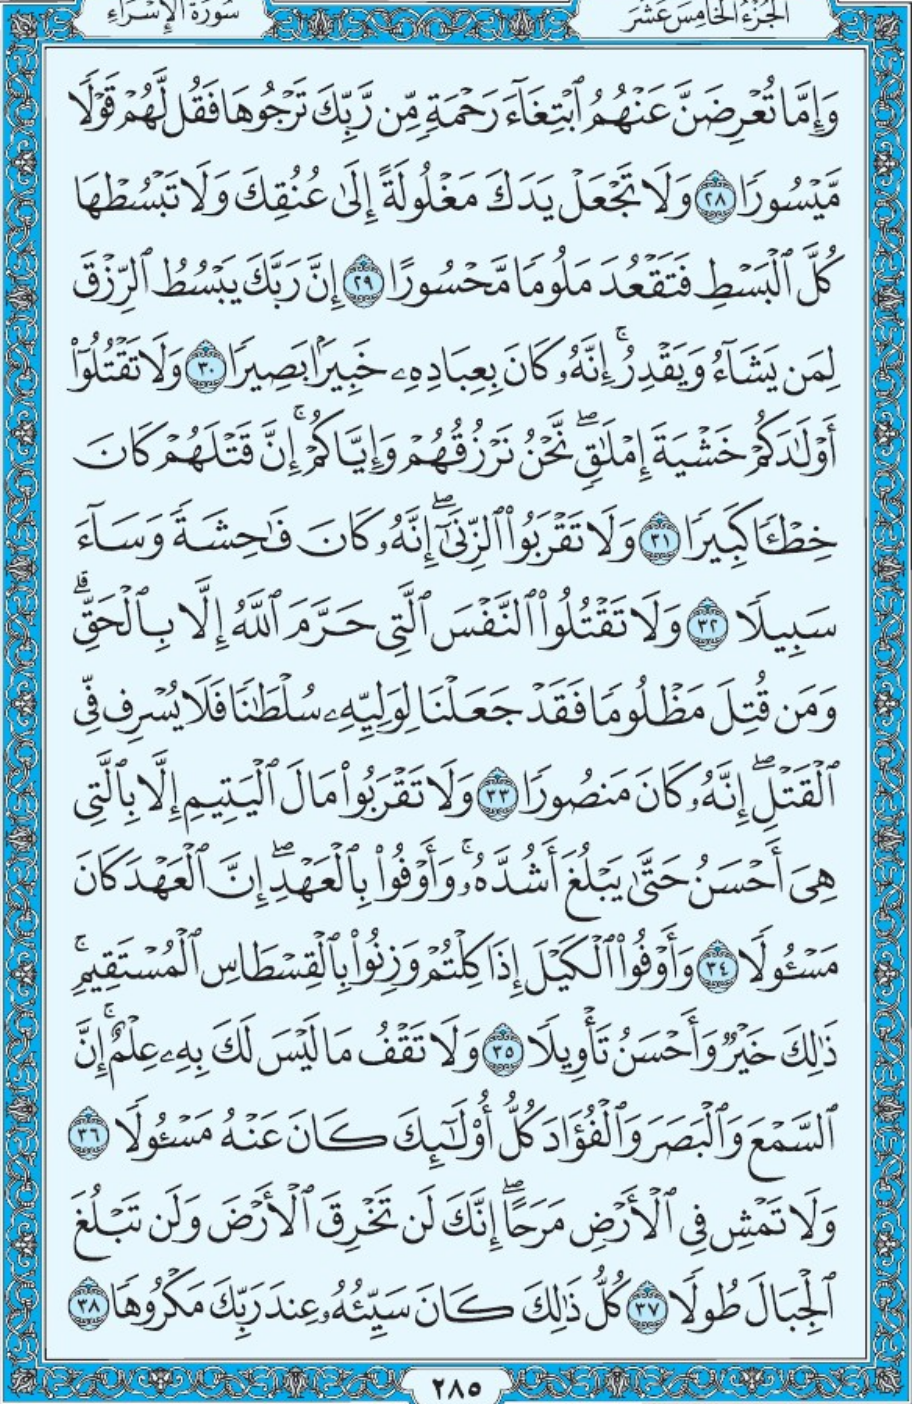 سُورَةُ الإِسْرَاءِ
الجُزْءُ الخَامِسَ عَشَرَ
وَإِمَّا تُعْرِضَنَّ عَنْهُمُ ٱبْتِغَآءَ رَحْمَةٍ مِّن رَّبِّكَ تَرْجُوهَا فَقُل لَّهُمْ قَوْلًا
مَّيْسُورًا ٢٨ وَلَا تَجْعَلْ يَدَكَ مَغْلُولَةً إِلَىٰ عُنُقِكَ وَلَا تَبْسُطْهَا
كُلَّ ٱلْبَسْطِ فَتَقْعُدَ مَلُومًا مَّحْسُورًا ٢٩ إِنَّ رَبَّكَ يَبْسُطُ ٱلرِّزْقَ
لِمَن يَشَآءُ وَيَقْدِرُ ۚ إِنَّهُۥ كَانَ بِعِبَادِهِۦ خَبِيرًۢا بَصِيرًا ٣٠ وَلَا تَقْتُلُوٓا۟
أَوْلَـٰدَكُمْ خَشْيَةَ إِمْلَـٰقٍ ۖ نَّحْنُ نَرْزُقُهُمْ وَإِيَّاكُمْ ۚ إِنَّ قَتْلَهُمْ كَانَ
خِطْـًٔا كَبِيرًا ٣١ وَلَا تَقْرَبُوا۟ ٱلزِّنَىٰٓ ۖ إِنَّهُۥ كَانَ فَـٰحِشَةً وَسَآءَ
سَبِيلًا ٣٢ وَلَا تَقْتُلُوا۟ ٱلنَّفْسَ ٱلَّتِى حَرَّمَ ٱللَّهُ إِلَّا بِٱلْحَقِّ ۗ
وَمَن قُتِلَ مَظْلُومًا فَقَدْ جَعَلْنَا لِوَلِيِّهِۦ سُلْطَـٰنًا فَلَا يُسْرِف فِّى
ٱلْقَتْلِ ۖ إِنَّهُۥ كَانَ مَنصُورًا ٣٣ وَلَا تَقْرَبُوا۟ مَالَ ٱلْيَتِيمِ إِلَّا بِٱلَّتِى
هِىَ أَحْسَنُ حَتَّىٰ يَبْلُغَ أَشُدَّهُۥ ۚ وَأَوْفُوا۟ بِٱلْعَهْدِ ۖ إِنَّ ٱلْعَهْدَ كَانَ
مَسْـُٔولًا ٣٤ وَأَوْفُوا۟ ٱلْكَيْلَ إِذَا كِلْتُمْ وَزِنُوا۟ بِٱلْقِسْطَاسِ ٱلْمُسْتَقِيمِ ۚ
ذَٰلِكَ خَيْرٌ وَأَحْسَنُ تَأْوِيلًا ٣٥ وَلَا تَقْفُ مَا لَيْسَ لَكَ بِهِۦ عِلْمٌ ۚ إِنَّ
ٱلسَّمْعَ وَٱلْبَصَرَ وَٱلْفُؤَادَ كُلُّ أُو۟لَـٰٓئِكَ كَانَ عَنْهُ مَسْـُٔولًا ٣٦
وَلَا تَمْشِ فِى ٱلْأَرْضِ مَرَحًا ۖ إِنَّكَ لَن تَخْرِقَ ٱلْأَرْضَ وَلَن تَبْلُغَ
ٱلْجِبَالَ طُولًا ٣٧ كُلُّ ذَٰلِكَ كَانَ سَيِّئُهُۥ عِندَ رَبِّكَ مَكْرُوهًا ٣٨
٢٨٥